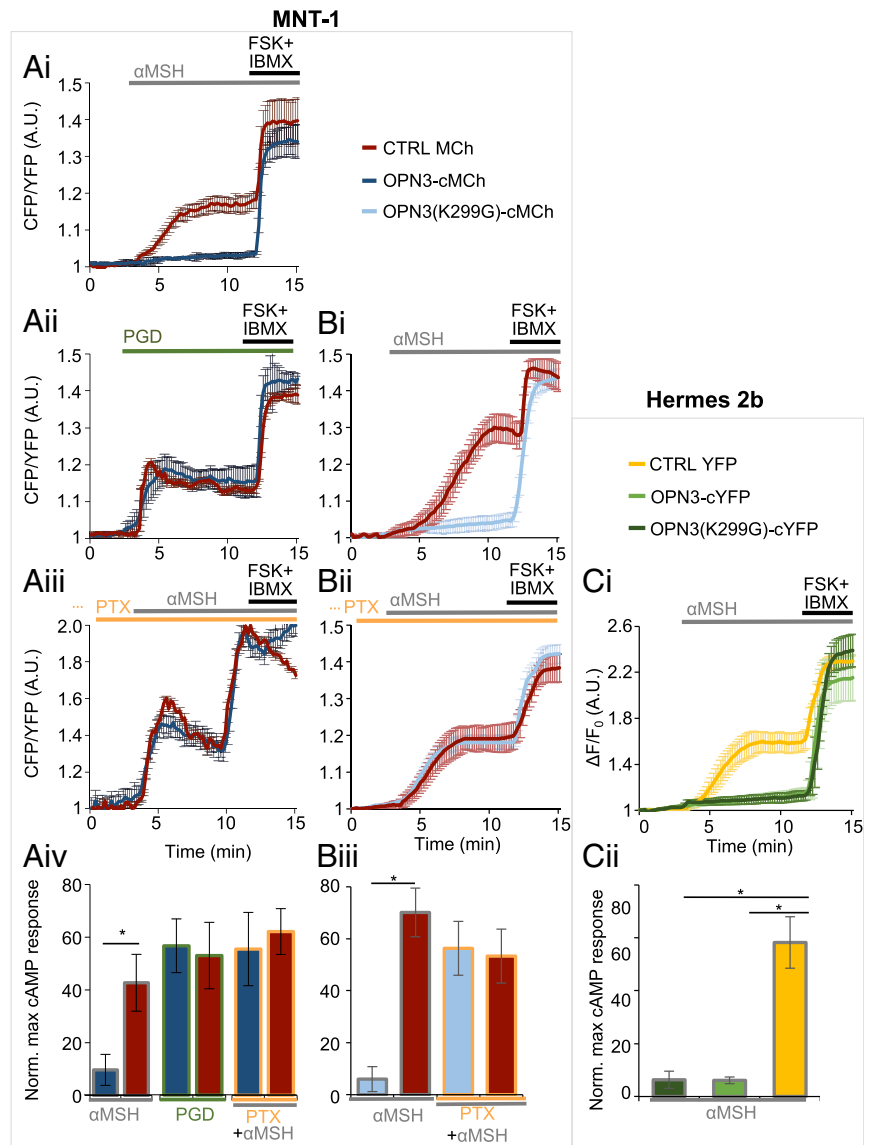 MNT-1
Ai
αMSH
FSK+
IBMX
CFP/YFP (A.U.)
1.5
1.4
1.3
1.2
1.1
1
0
5
10
15
CTRL MCh
OPN3-cMCh
OPN3(K299G)-cMCh
Aii
PGD
FSK+
IBMX
CFP/YFP (A.U.)
1.5
1.4
1.3
1.2
1.1
1
0
5
10
15
Bi
αMSH
FSK+
IBMX
1.5
1.4
1.3
1.2
1.1
1
0
5
10
15
Hermes 2b
CTRL YFP
OPN3-cYFP
OPN3(K299G)-cYFP
Aiii
... PTX
αMSH
FSK+
IBMX
CFP/YFP (A.U.)
2.0
1.8
1.6
1.4
1.2
1
0
5
10
15
Time (min)
Bii
... PTX
αMSH
FSK+
IBMX
1.5
1.4
1.3
1.2
1.1
1
0
5
10
15
Time (min)
Ci
αMSH
FSK+
IBMX
ΔF/F0 (A.U.)
2.6
2.2
1.8
1.4
1
0
5
10
15
Time (min)
Aiv
Norm. max cAMP response
80
60
40
20
0
*
αMSH
PGD
PTX
+αMSH
Biii
80
60
40
20
0
*
αMSH
PTX
+αMSH
Cii
Norm. max cAMP response
80
60
40
20
0
*
*
αMSH